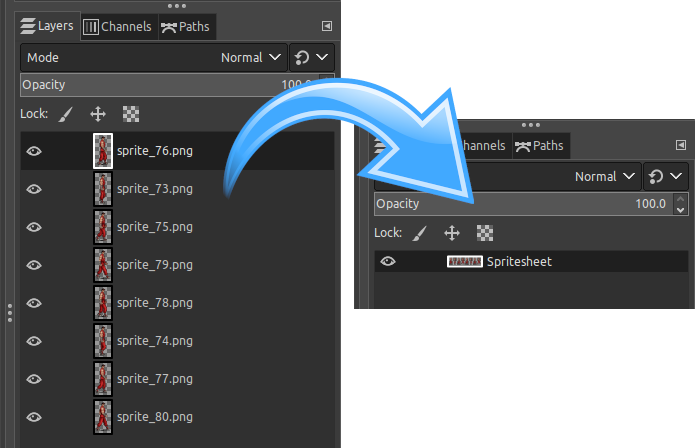 Layers Channels Paths
Mode Normal
Opacity 100.0
Lock:
sprite_76.png
sprite_73.png
sprite_75.png
sprite_79.png
sprite_78.png
sprite_74.png
sprite_77.png
sprite_80.png
hannels Paths
Normal
Opacity 100.0
Lock:
Spritesheet